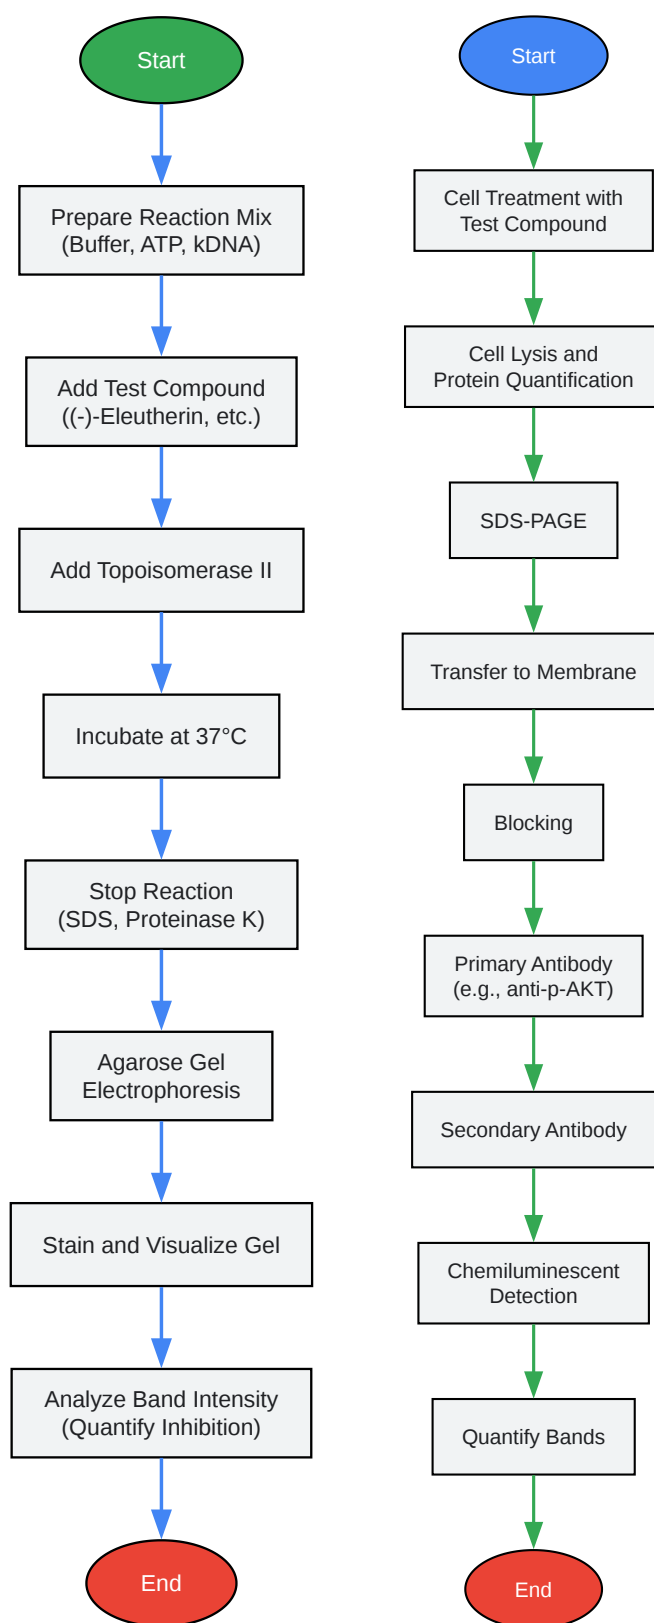 Start
Prepare Reaction Mix
(Buffer, ATP, kDNA)
Add Test Compound
((-)-Eleutherin, etc.)
Add Topoisomerase II
Incubate at 37°C
Stop Reaction
(SDS, Proteinase K)
Agarose Gel
Electrophoresis
Stain and Visualize Gel
Analyze Band Intensity
(Quantify Inhibition)
End
Start
Cell Treatment with
Test Compound
Cell Lysis and
Protein Quantification
SDS-PAGE
Transfer to Membrane
Blocking
Primary Antibody
(e.g., anti-p-AKT)
Secondary Antibody
Chemiluminescent
Detection
Quantify Bands
End